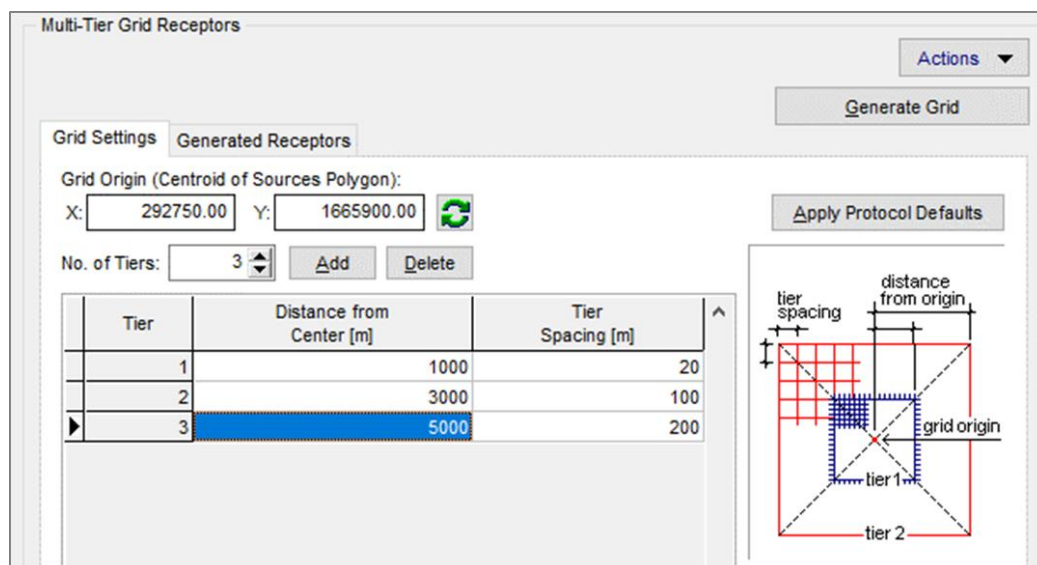 Multi-Tier Grid Receptors
Actions
Generate Grid
Grid Settings
Generated Receptors
Grid Origin (Centroid of Sources Polygon):
X: 292750.00 Y: 1665900.00
Apply Protocol Defaults
No. of Tiers: 3 Add Delete
Tier Distance from Center [m] Tier Spacing [m]
1 1000 20
2 3000 100
3 5000 200
tier spacing
distance from origin
grid origin
tier 1
tier 2